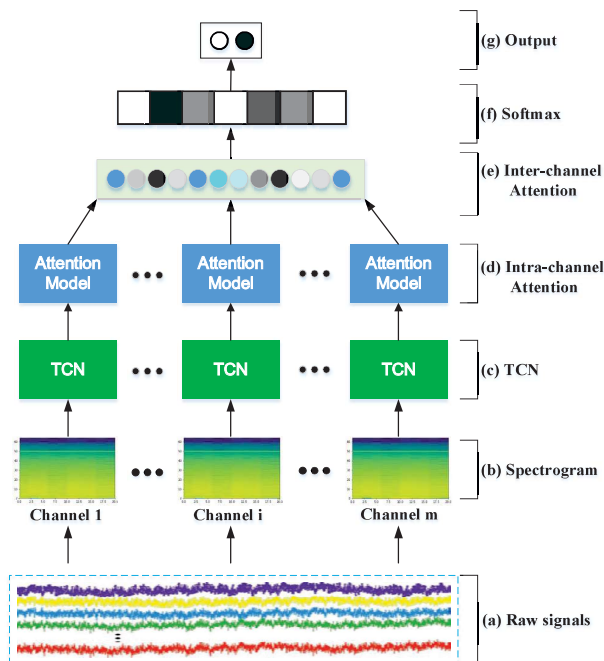 (g) Output
(f) Softmax
(e) Inter-channel
Attention
Attention
Model
Attention
Model
Attention
Model
(d) Intra-channel
Attention
TCN
TCN
TCN
(c) TCN
(b) Spectrogram
Channel 1
Channel i
Channel m
(a) Raw signals